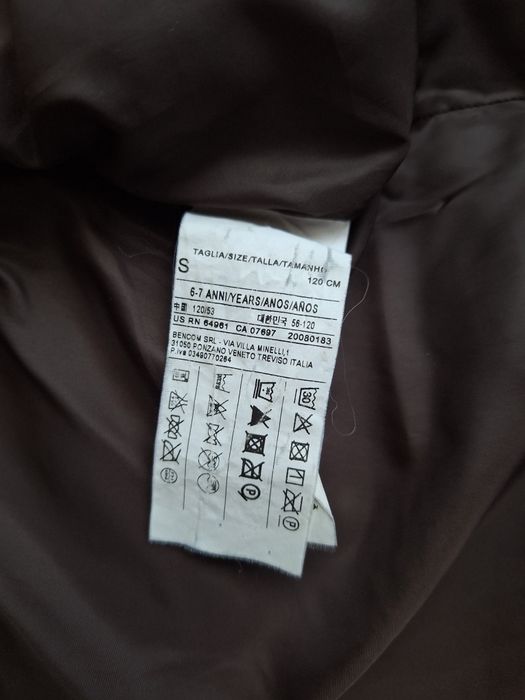 TAGLIA/SIZE/TALLA/TAMANHO
S 120 CM
6-7 ANNI/YEARS/ANOS/AÑOS
中国 120/53 대한민국 56-120
US RN 64961 CA 07697 20080183
BENCOM SRL - VIA VILLA MINELLI,1
31050 PONZANO VENETO TREVISO ITALIA
P.iva 03490770264